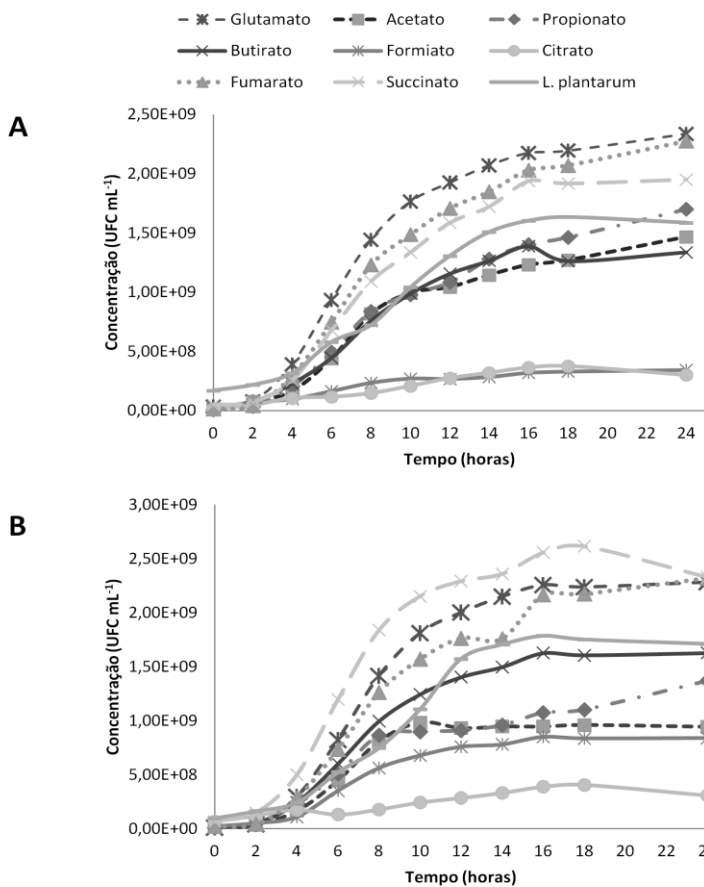 Glutamato Acetato Propionato
Butirato Formiato Citrato
Fumarato Succinato L. plantarum
A
Concentração (UFC mL⁻¹)
2,50E+09
2,00E+09
1,50E+09
1,00E+09
5,00E+08
0,00E+00
0 2 4 6 8 10 12 14 16 18 20 22 24
Tempo (horas)
B
Concentração (UFC mL⁻¹)
3,00E+09
2,50E+09
2,00E+09
1,50E+09
1,00E+09
5,00E+08
0,00E+00
0 2 4 6 8 10 12 14 16 18 20 22 24
Tempo (horas)